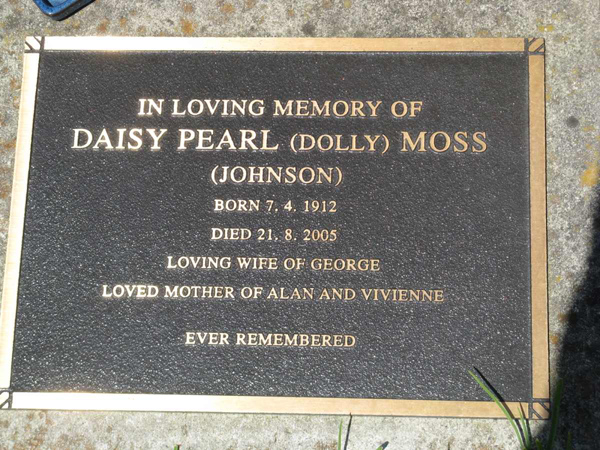 IN LOVING MEMORY OF
DAISY PEARL (DOLLY) MOSS
(JOHNSON)
BORN 7. 4. 1912
DIED 21. 8. 2005
LOVING WIFE OF GEORGE
LOVED MOTHER OF ALAN AND VIVIENNE
EVER REMEMBERED